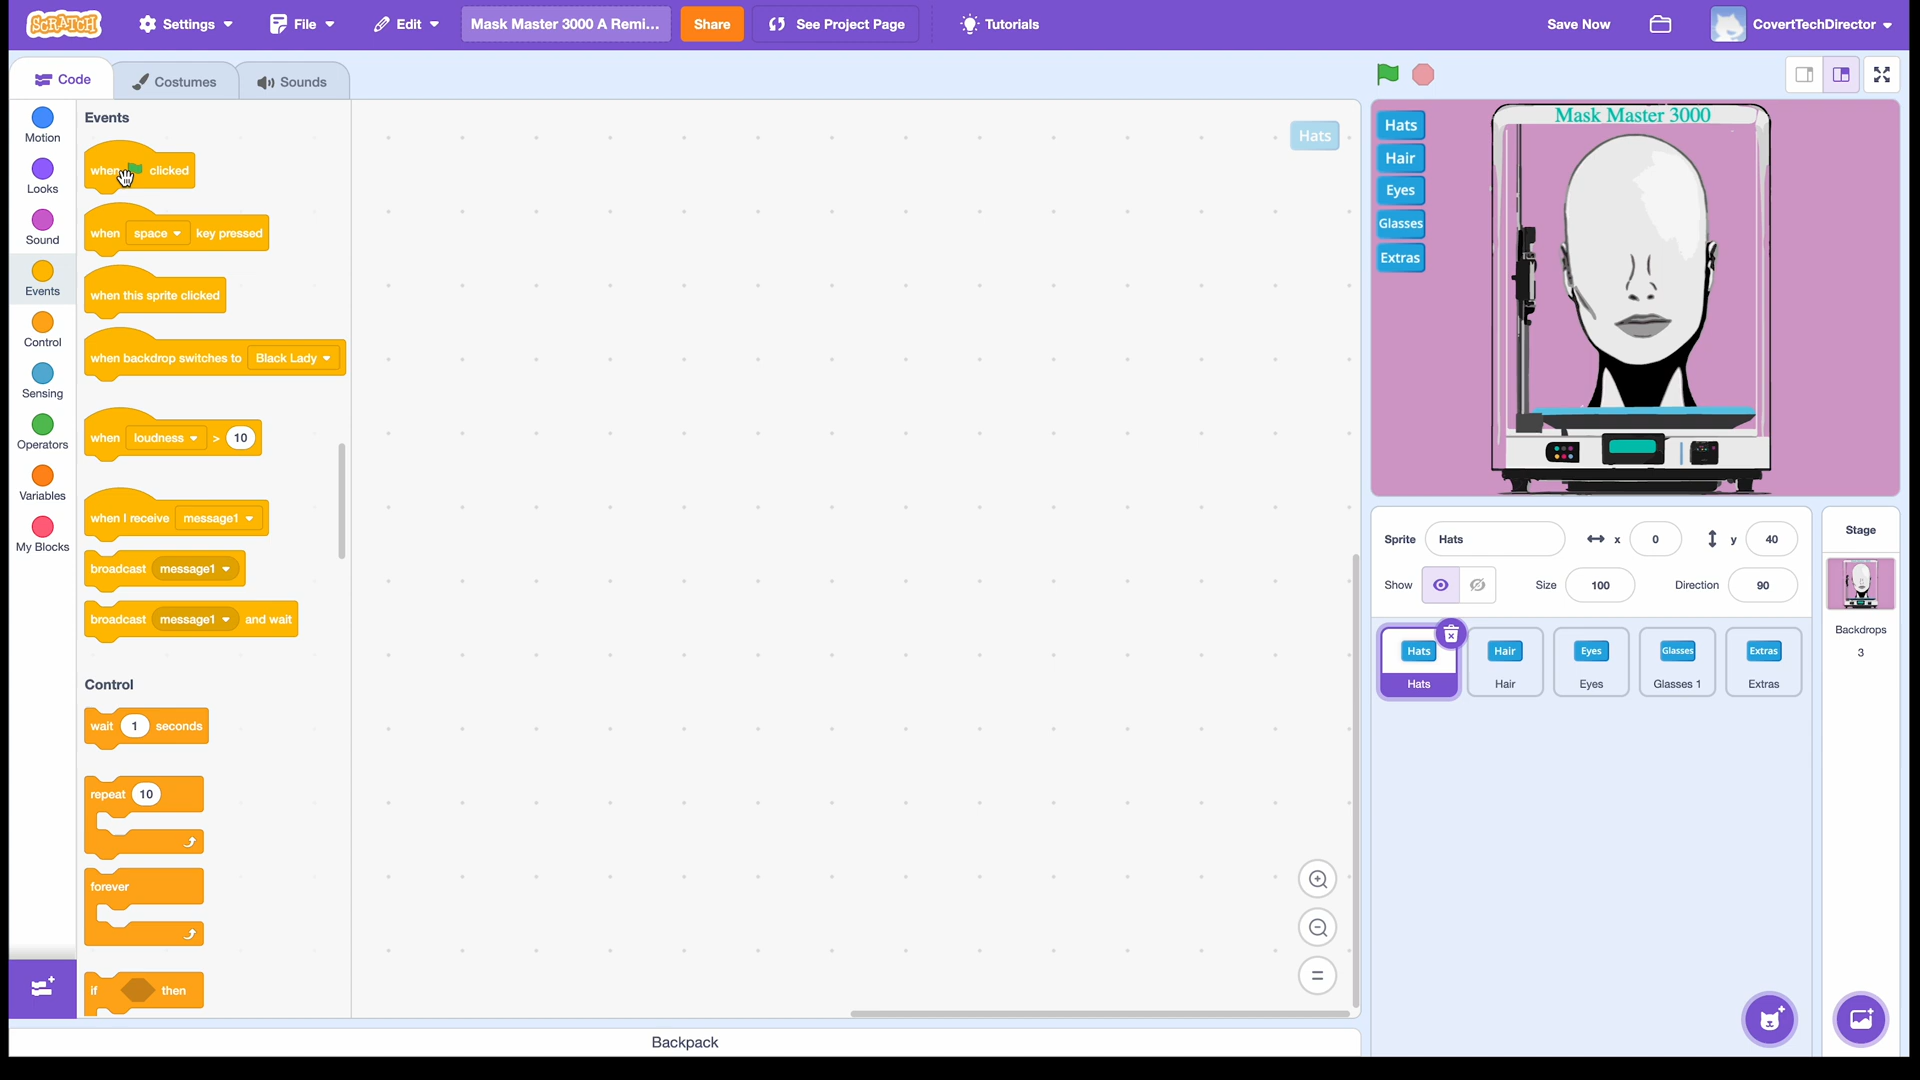 SCRATCH Settings File Edit Mask Master 3000 A Remi... Share See Project Page Tutorials Save Now CovertTechDirector
Code Costumes Sounds
Motion
Looks
Sound
Events
Control
Sensing
Operators
Variables
My Blocks
Events
when clicked
when space key pressed
when this sprite clicked
when backdrop switches to Black Lady
when loudness > 10
when I receive message1
broadcast message1
broadcast message1 and wait
Control
wait 1 seconds
repeat 10
forever
if then
Hats
Backpack
Mask Master 3000
Hats
Hair
Eyes
Glasses
Extras
Sprite Hats x 0 y 40
Show Size 100 Direction 90
Hats Hair Eyes Glasses Extras
Hats Hair Eyes Glasses 1 Extras
Stage
Backdrops
3